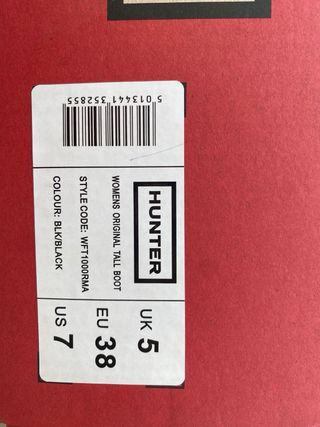 HUNTER
WOMENS ORIGINAL TALL BOOT
STYLE CODE: WFT1000RMA
COLOUR: BLK/BLACK
5 013441 352855
UK 5
EU 38
US 7